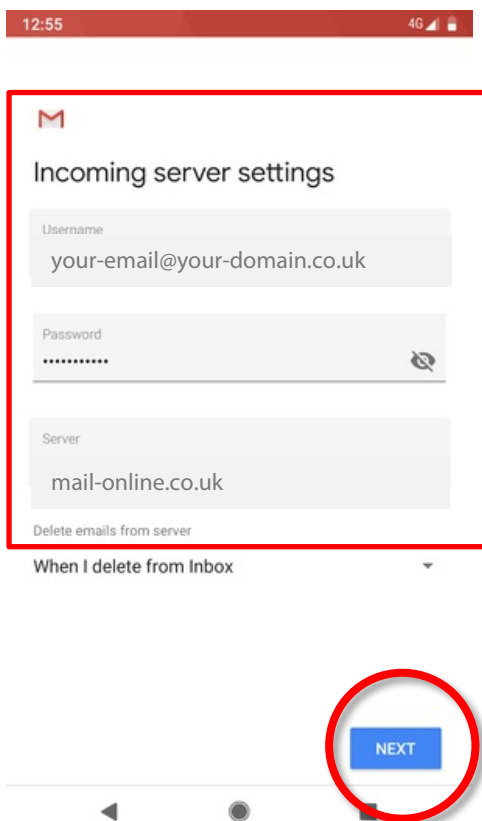 12:55 4G
Incoming server settings
Username
your-email@your-domain.co.uk
Password
•••••••••••
Server
mail-online.co.uk
Delete emails from server
When I delete from Inbox
NEXT